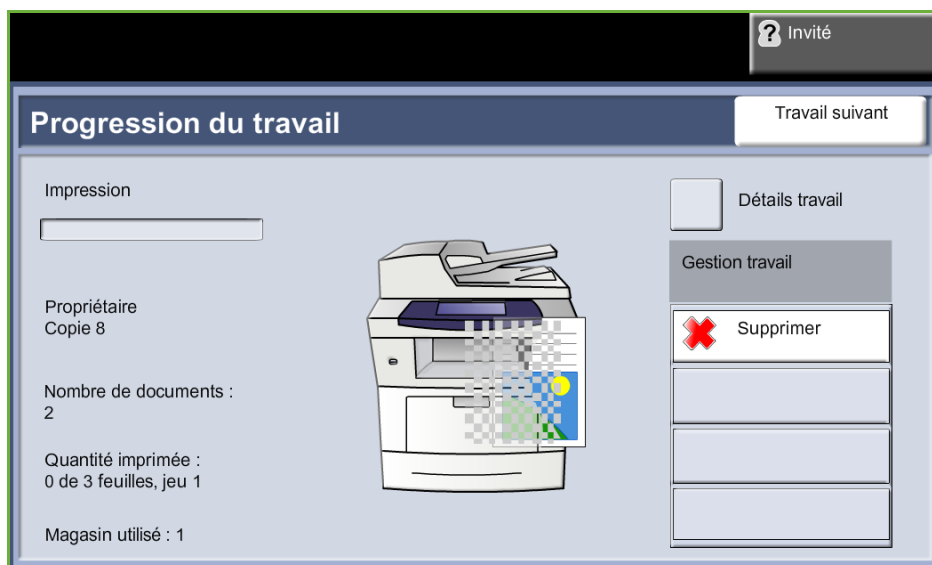 Invité
Progression du travail
Travail suivant
Impression
Détails travail
Gestion travail
Propriétaire
Copie 8
Supprimer
Nombre de documents :
2
Quantité imprimée :
0 de 3 feuilles, jeu 1
Magasin utilisé : 1